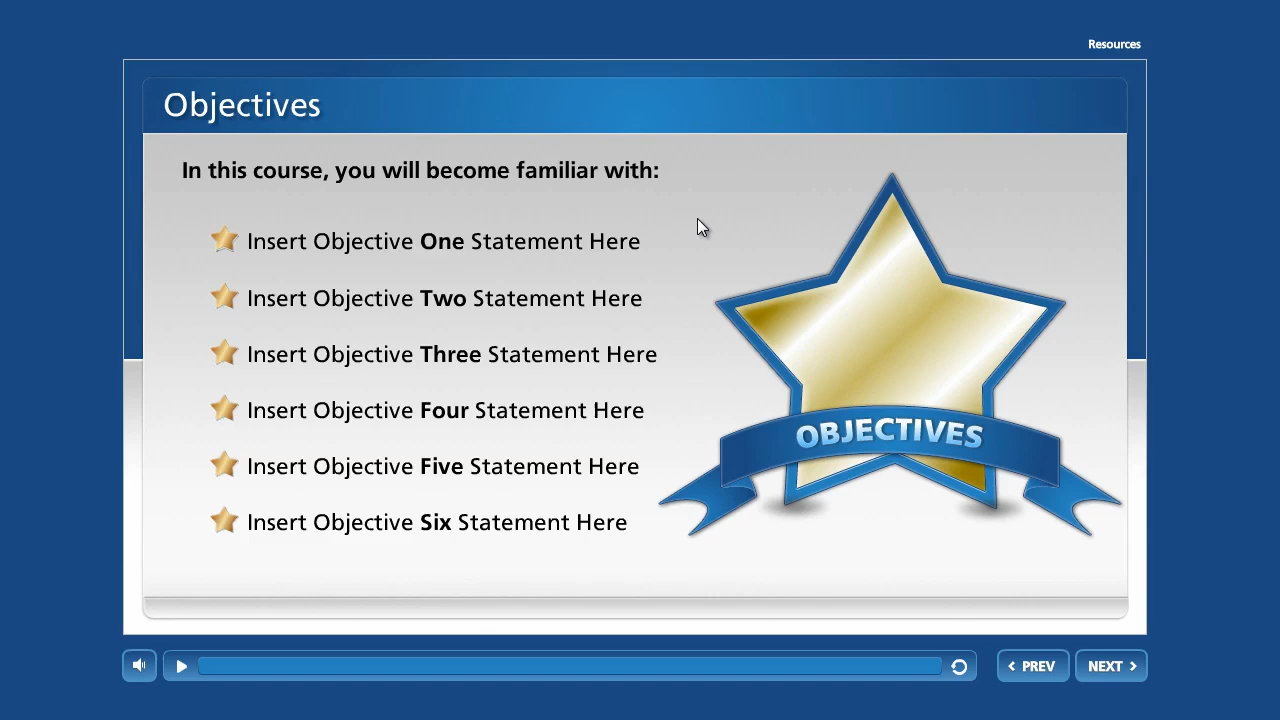 Resources
Objectives
In this course, you will become familiar with:
Insert Objective One Statement Here
Insert Objective Two Statement Here
Insert Objective Three Statement Here
Insert Objective Four Statement Here
Insert Objective Five Statement Here
Insert Objective Six Statement Here
OBJECTIVES
PREV
NEXT